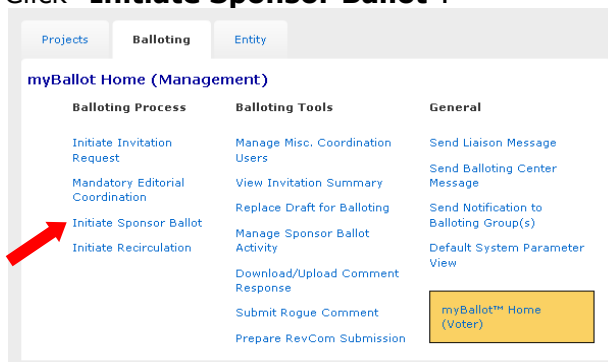 Click "Initiate Sponsor Ballot".
Projects Balloting Entity
myBallot Home (Management)
Balloting Process
Initiate Invitation
Request
Mandatory Editorial
Coordination
Initiate Sponsor Ballot
Initiate Recirculation
Balloting Tools
Manage Misc. Coordination
Users
View Invitation Summary
Replace Draft for Balloting
Manage Sponsor Ballot
Activity
Download/Upload Comment
Response
Submit Rogue Comment
Prepare RevCom Submission
General
Send Liaison Message
Send Balloting Center
Message
Send Notification to
Balloting Group(s)
Default System Parameter
View
myBallot™ Home
(Voter)